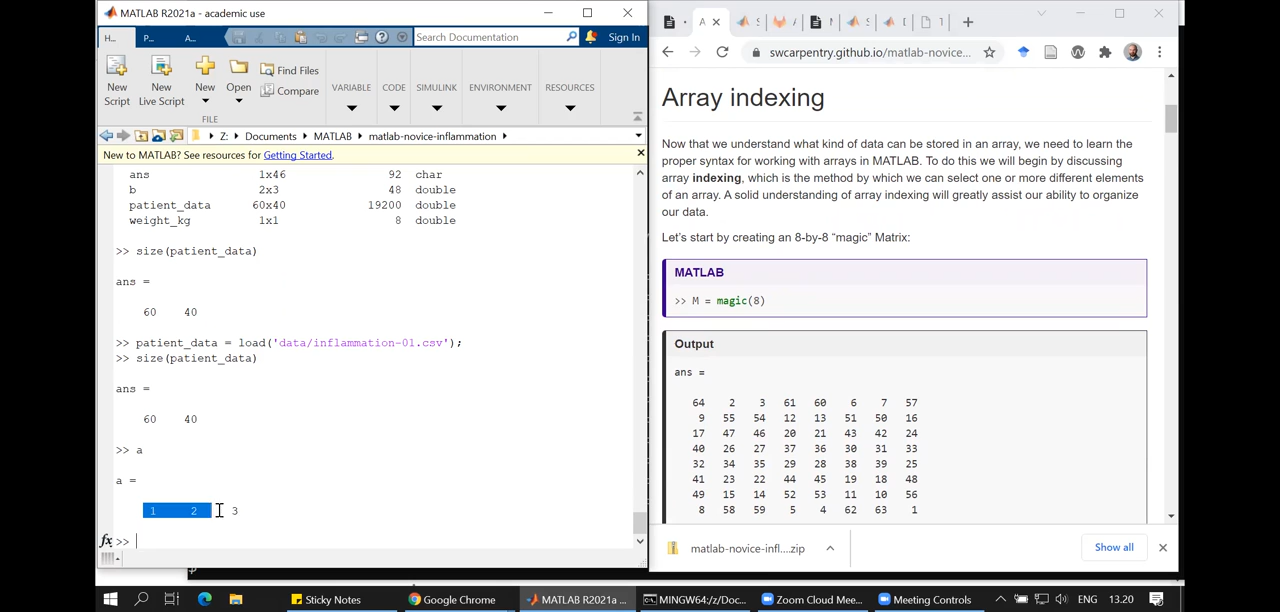 MATLAB R2021a - academic use
H... P... A...
Search Documentation
Sign In
New
Script
New
Live Script
New
Open
Find Files
Compare
FILE
VARIABLE
CODE
SIMULINK
ENVIRONMENT
RESOURCES
Z: Documents MATLAB matlab-novice-inflammation
New to MATLAB? See resources for Getting Started.
ans 1x46 92 char
b 2x3 48 double
patient_data 60x40 19200 double
weight_kg 1x1 8 double
>> size(patient_data)
ans =
60 40
>> patient_data = load('data/inflammation-01.csv');
>> size(patient_data)
ans =
60 40
>> a
a =
1 2 3
fx >>
swcarpentry.github.io/matlab-novice...
Array indexing
Now that we understand what kind of data can be stored in an array, we need to learn the
proper syntax for working with arrays in MATLAB. To do this we will begin by discussing
array indexing, which is the method by which we can select one or more different elements
of an array. A solid understanding of array indexing will greatly assist our ability to organize
our data.
Let's start by creating an 8-by-8 “magic” Matrix:
MATLAB
>> M = magic(8)
Output
ans =
64 2 3 61 60 6 7 57
9 55 54 12 13 51 50 16
17 47 46 20 21 43 42 24
40 26 27 37 36 30 31 33
32 34 35 29 28 38 39 25
41 23 22 44 45 19 18 48
49 15 14 52 53 11 10 56
8 58 59 5 4 62 63 1
matlab-novice-infl....zip
Show all
Sticky Notes
Google Chrome
MATLAB R2021a ...
MINGW64:/z/Doc...
Zoom Cloud Mee...
Meeting Controls
ENG
13.20